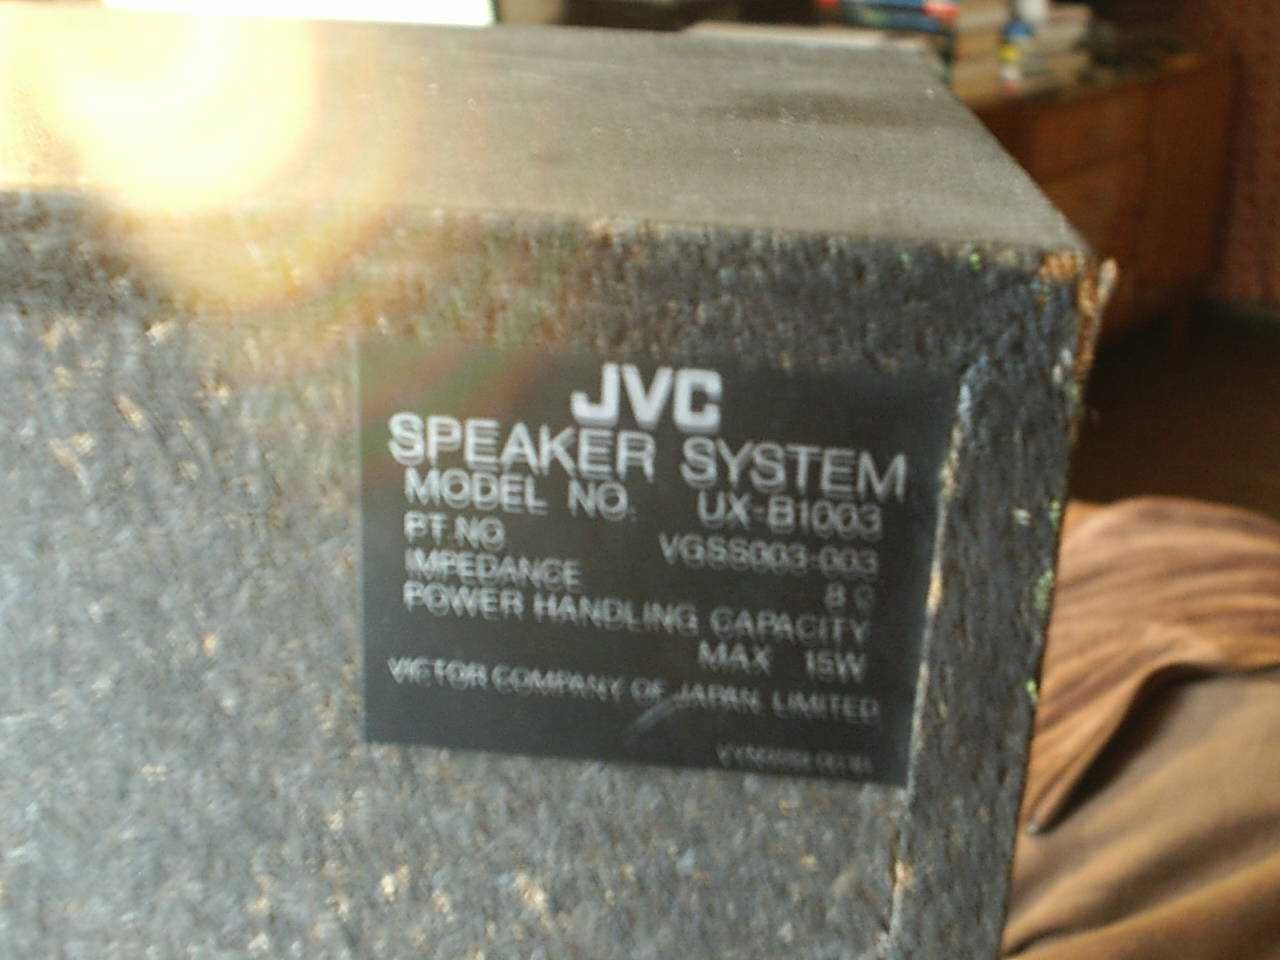 JVC
SPEAKER SYSTEM
MODEL NO. UX-B1003
PT.NO VGSS003-003
IMPEDANCE 8 Ω
POWER HANDLING CAPACITY
MAX 15W
VICTOR COMPANY OF JAPAN, LIMITED